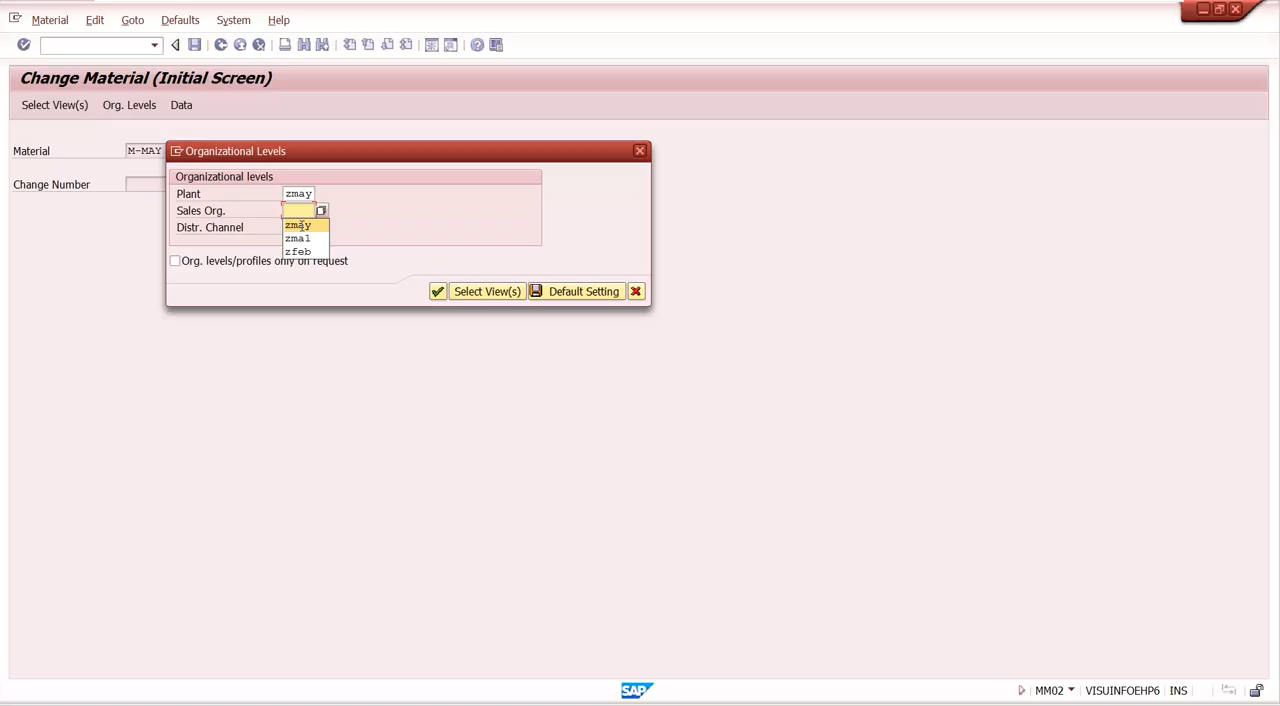 Material Edit Goto Defaults System Help
Change Material (Initial Screen)
Select View(s) Org. Levels Data
Material M-MAY
Change Number
Organizational Levels
Organizational levels
Plant zmay
Sales Org.
Distr. Channel
zmay
zma1
zfeb
Org. levels/profiles only on request
Select View(s) Default Setting
SAP
MM02 VISUINFOEHP6 INS